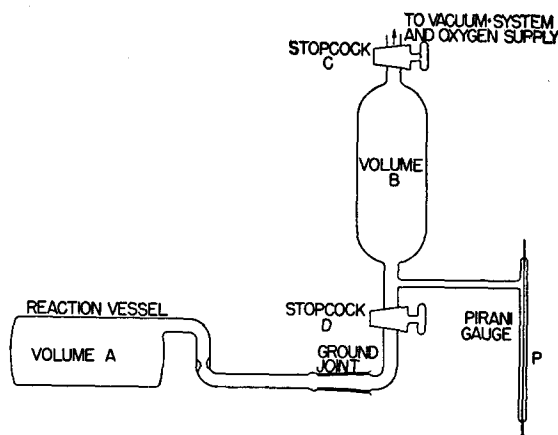 TO VACUUM-SYSTEM
AND OXYGEN SUPPLY
STOPCOCK
C
VOLUME
B
REACTION VESSEL
VOLUME A
STOPCOCK
D
GROUND
JOINT
PIRANI
GAUGE
P